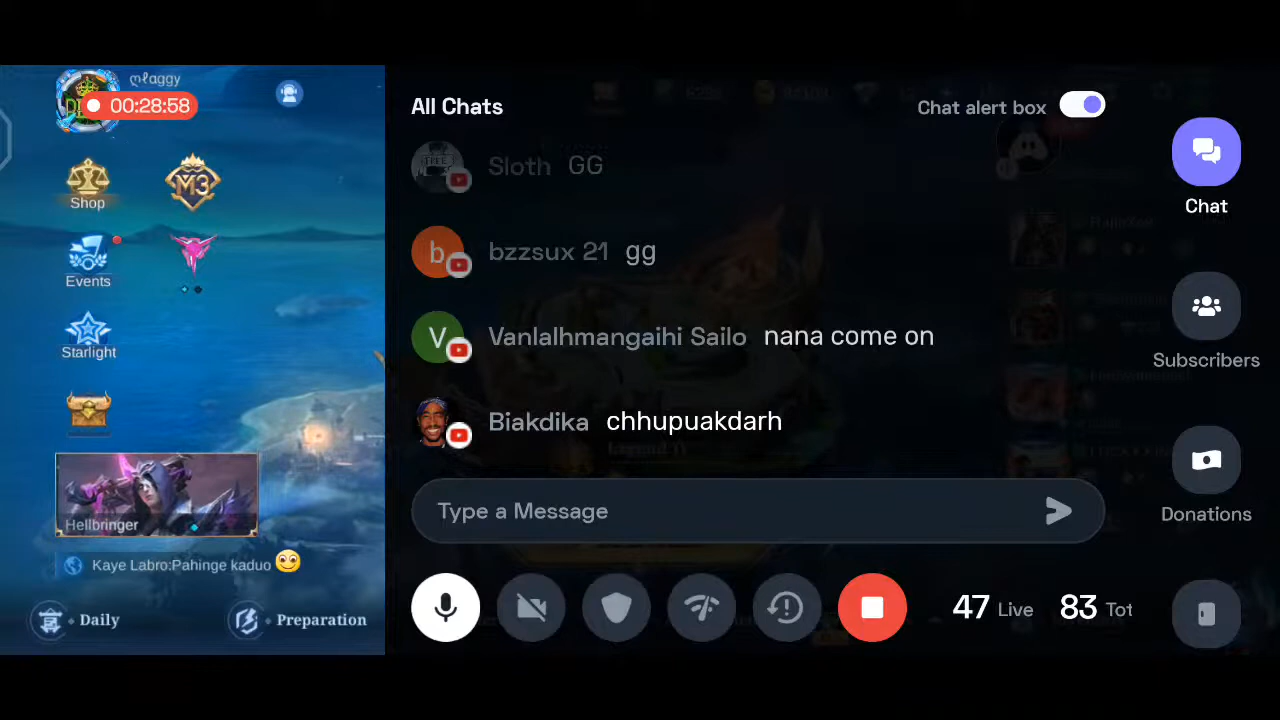 ღℓaggy
00:28:58
All Chats
Chat alert box
Sloth GG
M3
Shop
Chat
bzzsux 21 gg
b
Events
Vanlalhmangaihi Sailo nana come on
V
Starlight
Subscribers
Biakdika chhupuakdarh
Hellbringer
Type a Message
Donations
Kaye Labro:Pahinge kaduo
Daily
Preparation
47 Live 83 Tot